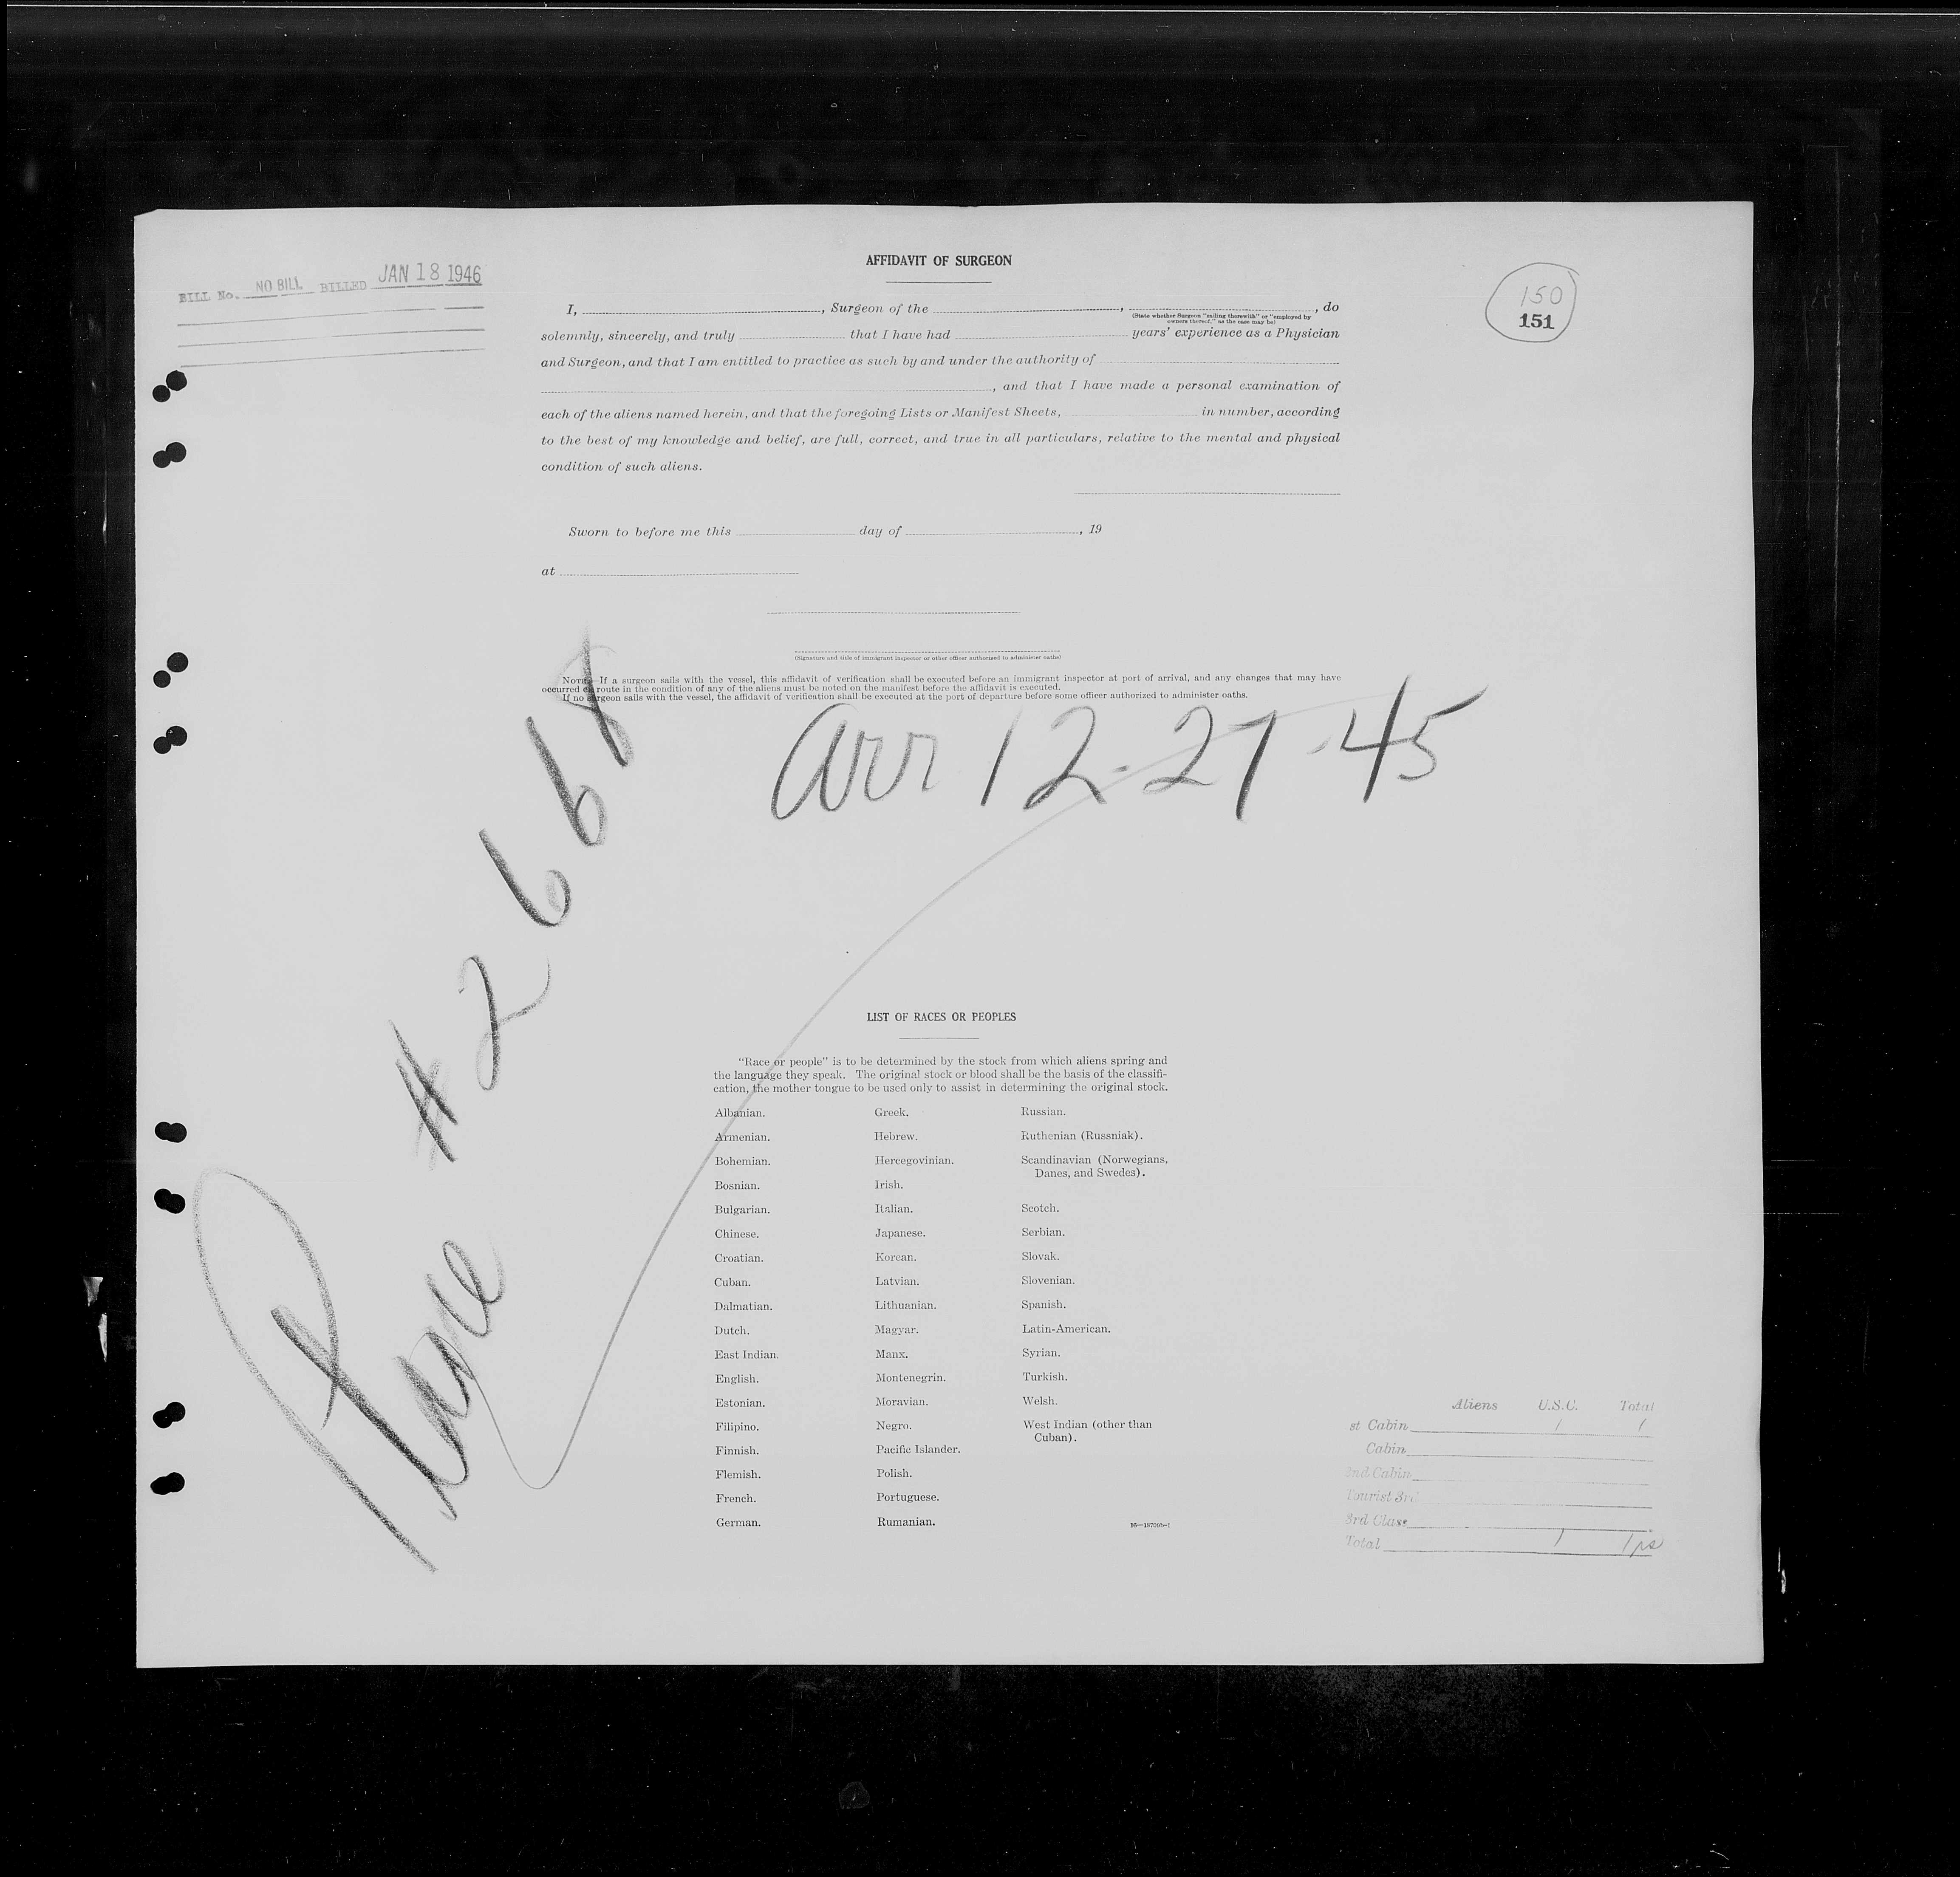 BILL No. NO BILL BILLED JAN 18 1946
150
151
AFFIDAVIT OF SURGEON
I, , Surgeon of the , , do
(State whether Surgeon "sailing therewith" or "employed by
owners thereof," as the case may be)
solemnly, sincerely, and truly that I have had years' experience as a Physician
and Surgeon, and that I am entitled to practice as such by and under the authority of
, and that I have made a personal examination of
each of the aliens named herein, and that the foregoing Lists or Manifest Sheets, in number, according
to the best of my knowledge and belief, are full, correct, and true in all particulars, relative to the mental and physical
condition of such aliens.
Sworn to before me this day of , 19
at
(Signature and title of immigrant inspector or other officer authorized to administer oaths)
NOTE.—If a surgeon sails with the vessel, this affidavit of verification shall be executed before an immigrant inspector at port of arrival, and any changes that may have
occurred en route in the condition of any of the aliens must be noted on the manifest before the affidavit is executed.
If no surgeon sails with the vessel, the affidavit of verification shall be executed at the port of departure before some officer authorized to administer oaths.
arr 12-27-45
Plane #266
LIST OF RACES OR PEOPLES
"Race or people" is to be determined by the stock from which aliens spring and
the language they speak. The original stock or blood shall be the basis of the classifi-
cation, the mother tongue to be used only to assist in determining the original stock.
Albanian.
Armenian.
Bohemian.
Bosnian.
Bulgarian.
Chinese.
Croatian.
Cuban.
Dalmatian.
Dutch.
East Indian.
English.
Estonian.
Filipino.
Finnish.
Flemish.
French.
German.
Greek.
Hebrew.
Hercegovinian.
Irish.
Italian.
Japanese.
Korean.
Latvian.
Lithuanian.
Magyar.
Manx.
Montenegrin.
Moravian.
Negro.
Pacific Islander.
Polish.
Portuguese.
Rumanian.
Russian.
Ruthenian (Russniak).
Scandinavian (Norwegians,
Danes, and Swedes).
Scotch.
Serbian.
Slovak.
Slovenian.
Spanish.
Latin-American.
Syrian.
Turkish.
Welsh.
West Indian (other than
Cuban).
Aliens U.S.C. Total
st Cabin 1 1
Cabin
2nd Cabin
Tourist 3rd
3rd Class
Total 1 1